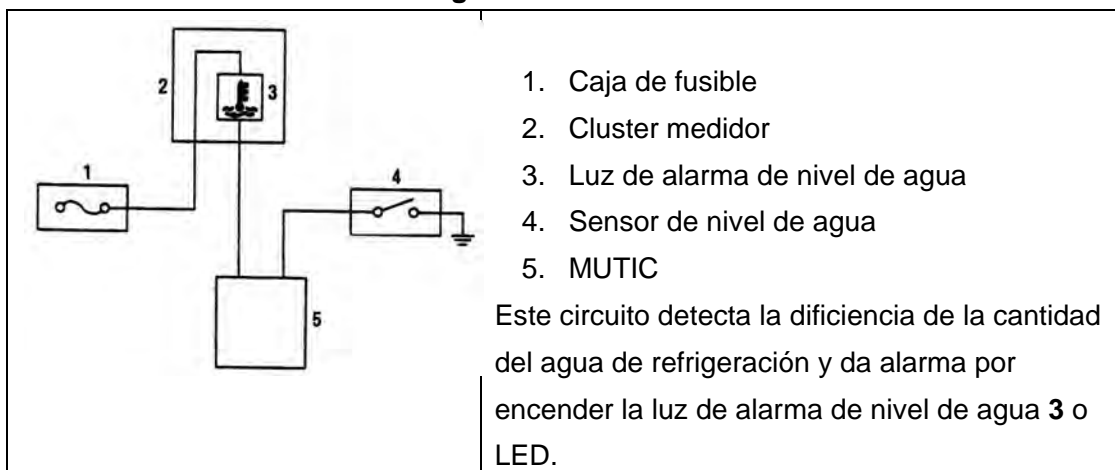 2
3
1
4
5
1. Caja de fusible
2. Cluster medidor
3. Luz de alarma de nivel de agua
4. Sensor de nivel de agua
5. MUTIC
Este circuito detecta la dificiencia de la cantidad
del agua de refrigeración y da alarma por
encender la luz de alarma de nivel de agua 3 o
LED.